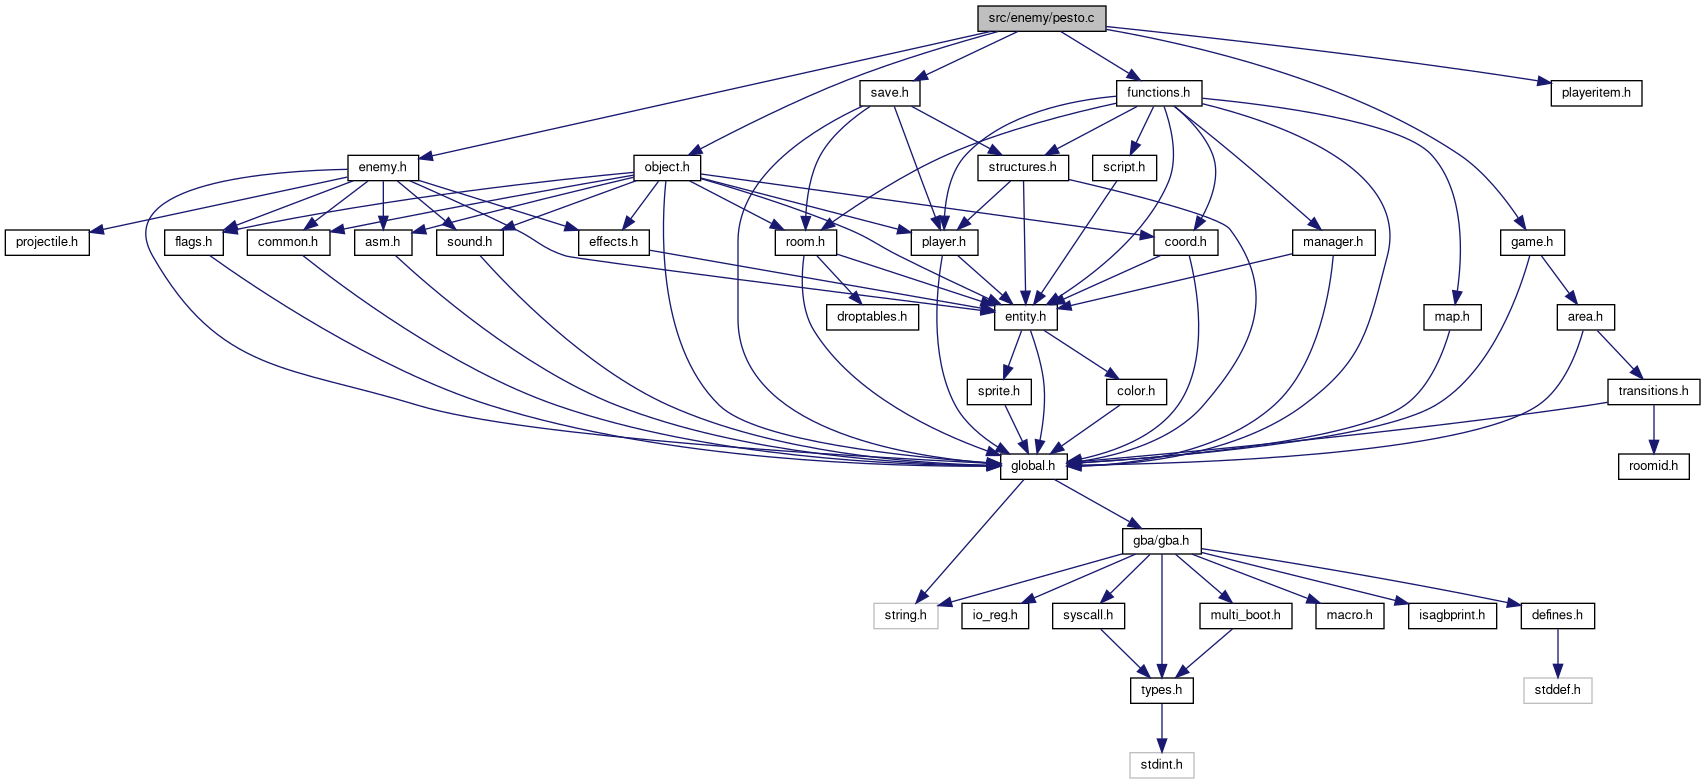 src/enemy/pesto.c
save.h
functions.h
playeritem.h
enemy.h
object.h
structures.h
script.h
projectile.h
flags.h
common.h
asm.h
sound.h
effects.h
room.h
player.h
coord.h
manager.h
game.h
droptables.h
entity.h
map.h
area.h
sprite.h
color.h
transitions.h
global.h
roomid.h
gba/gba.h
string.h
io_reg.h
syscall.h
multi_boot.h
macro.h
isagbprint.h
defines.h
types.h
stddef.h
stdint.h